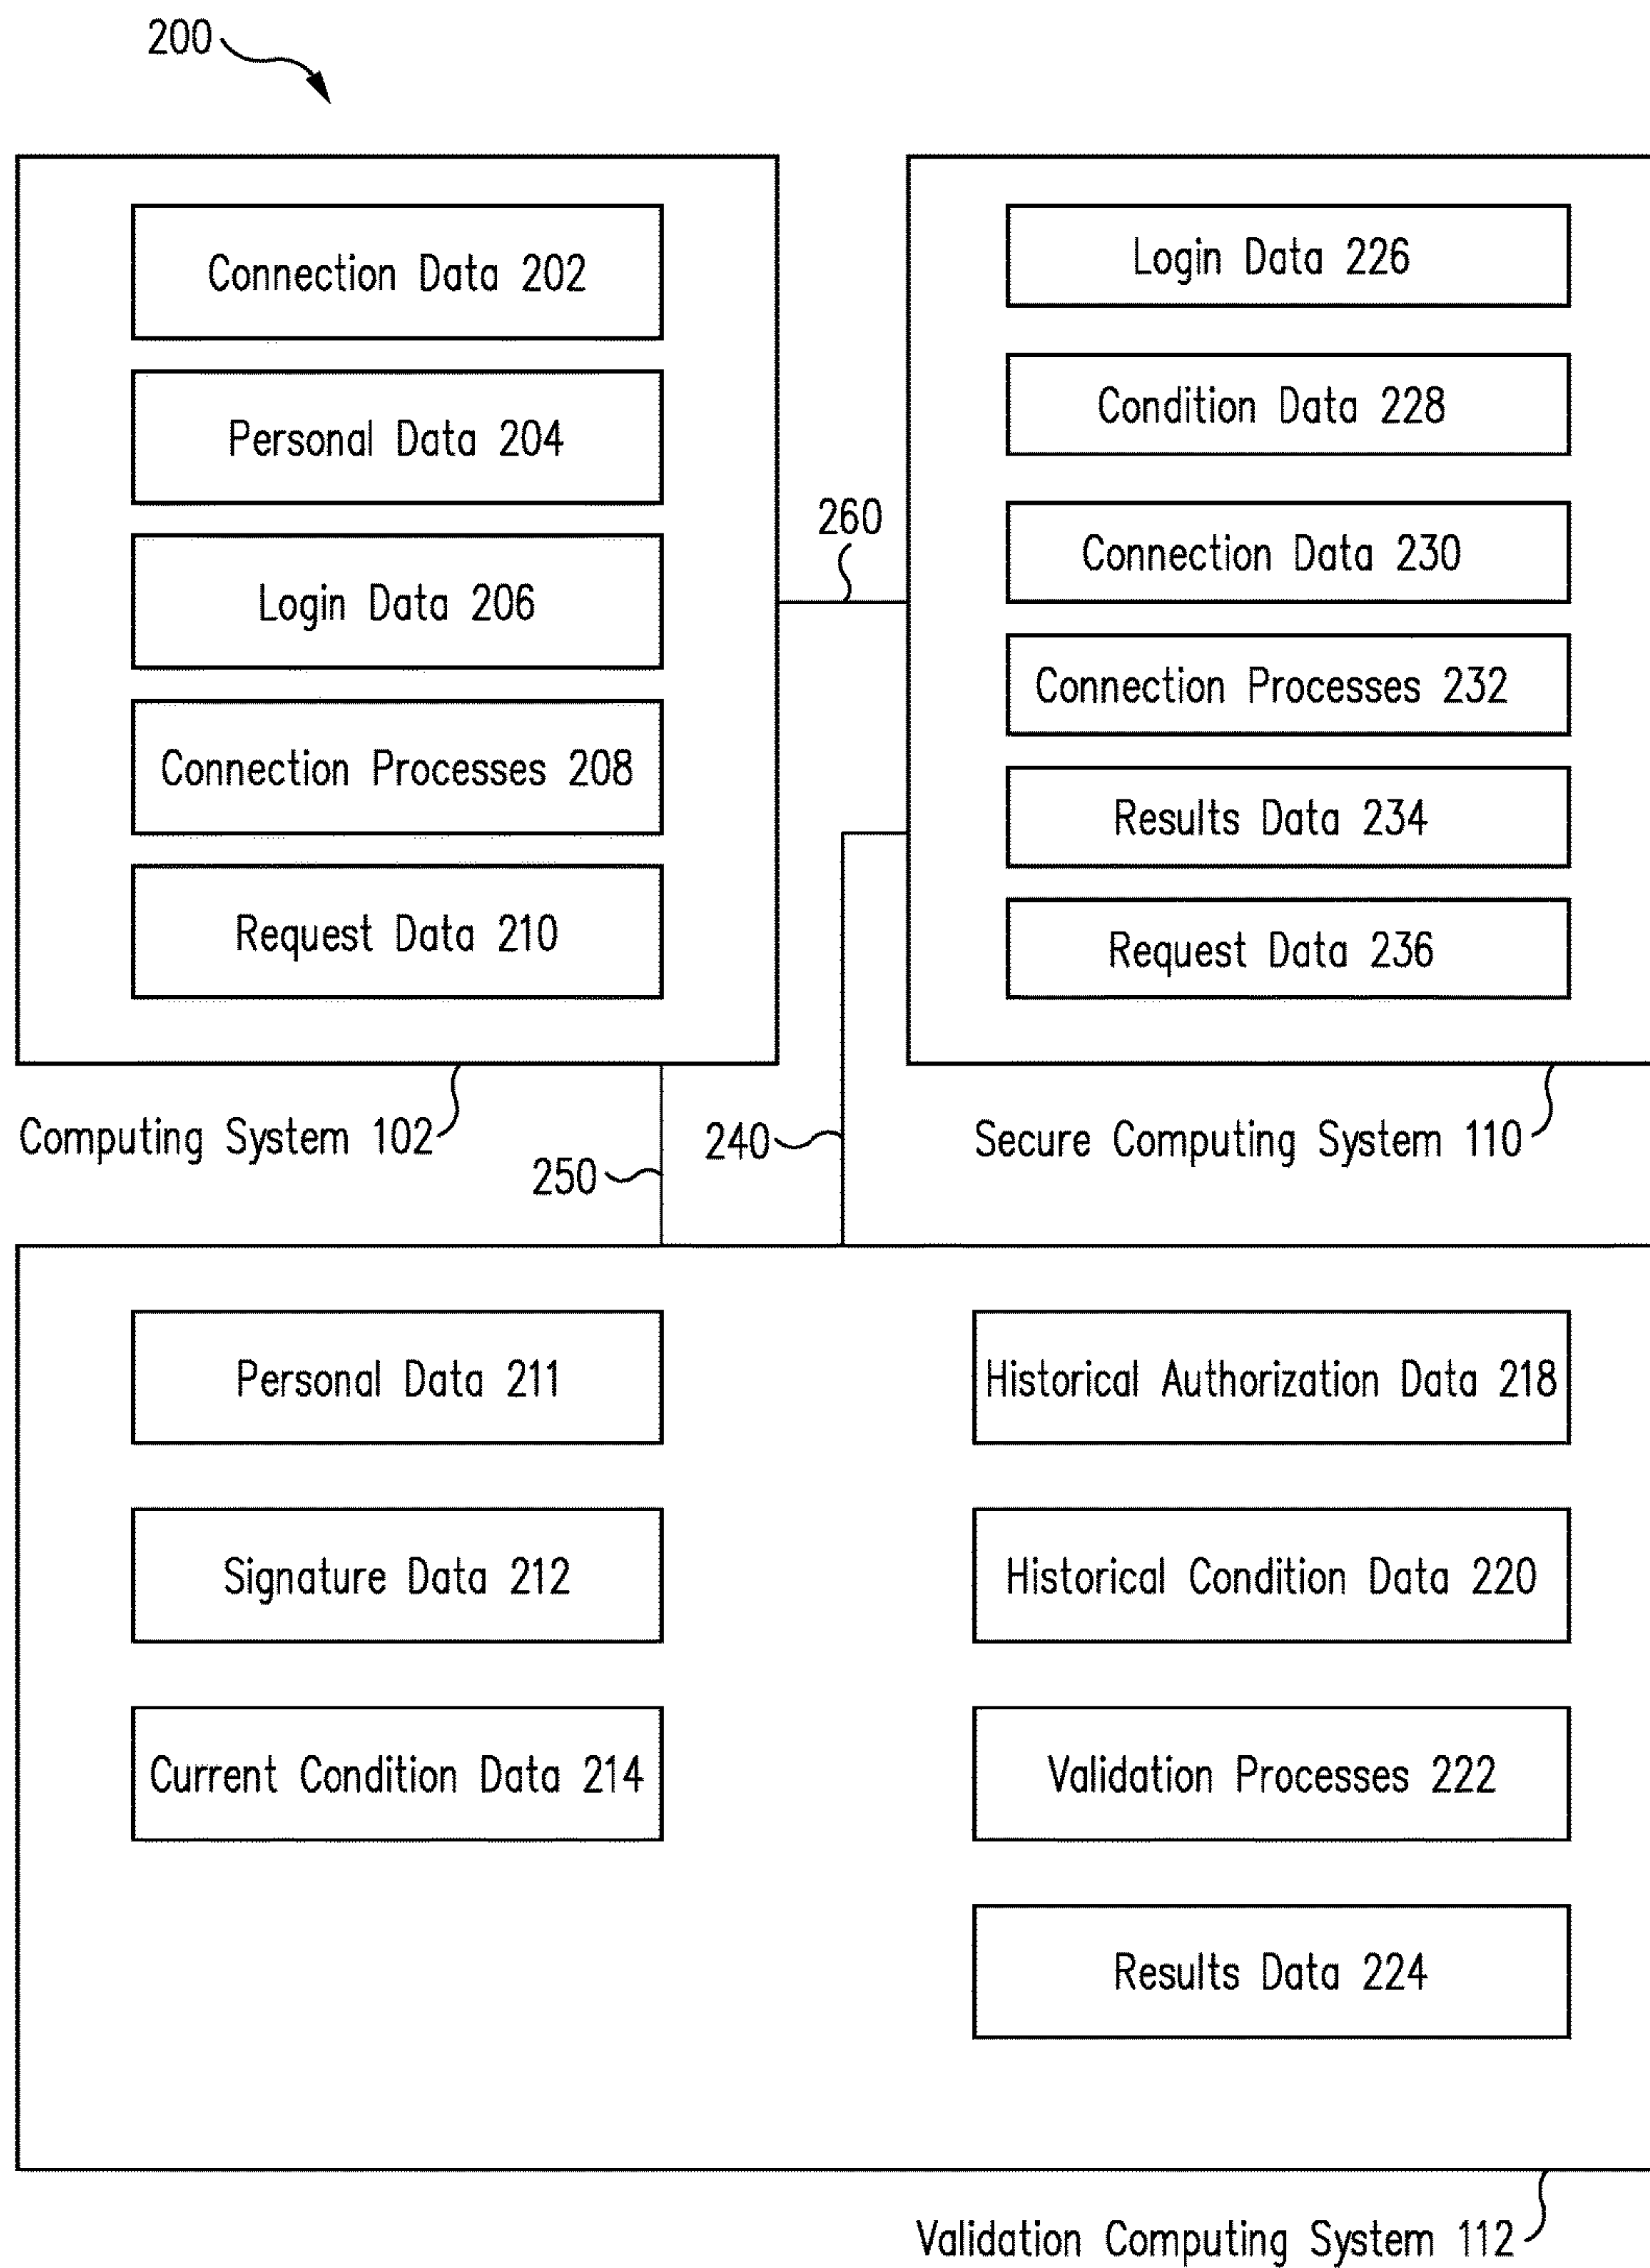 200
Connection Data 202
Personal Data 204
Login Data 206
Connection Processes 208
Request Data 210
Computing System 102
260
Login Data 226
Condition Data 228
Connection Data 230
Connection Processes 232
Results Data 234
Request Data 236
Secure Computing System 110
250
240
Personal Data 211
Signature Data 212
Current Condition Data 214
Historical Authorization Data 218
Historical Condition Data 220
Validation Processes 222
Results Data 224
Validation Computing System 112